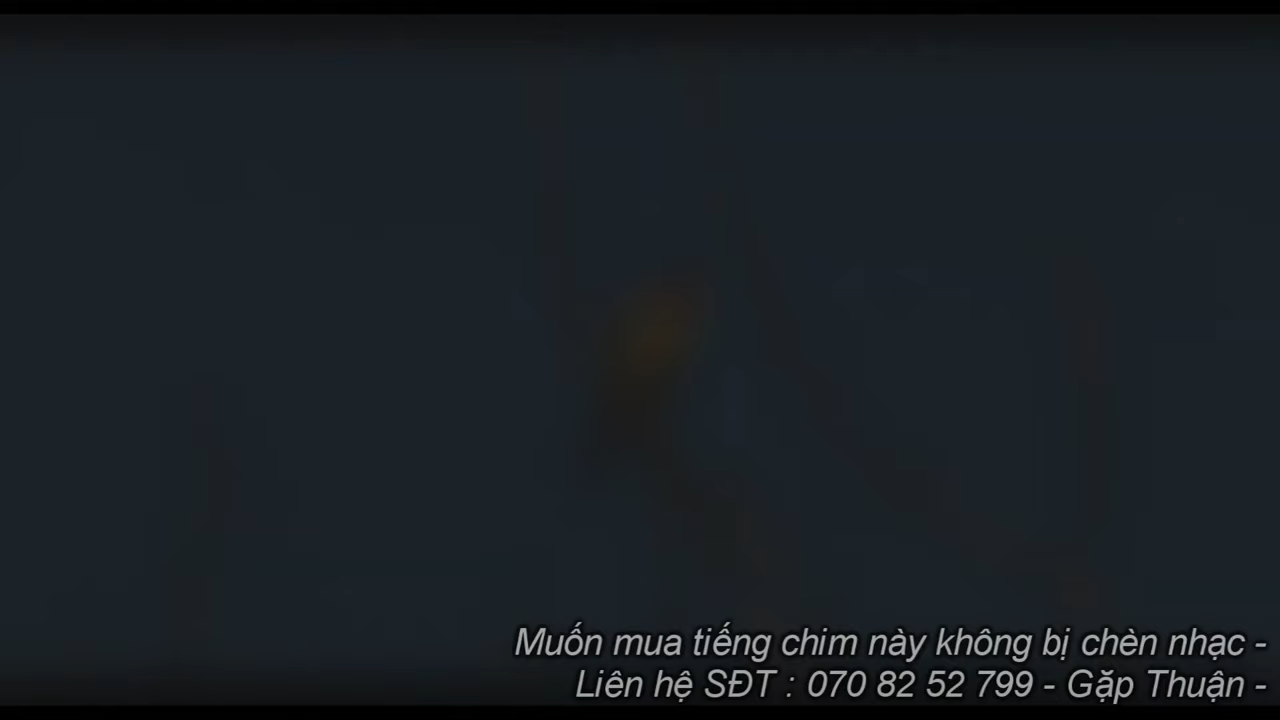 Muốn mua tiếng chim này không bị chèn nhạc -
Liên hệ SĐT : 070 82 52 799 - Gặp Thuận -